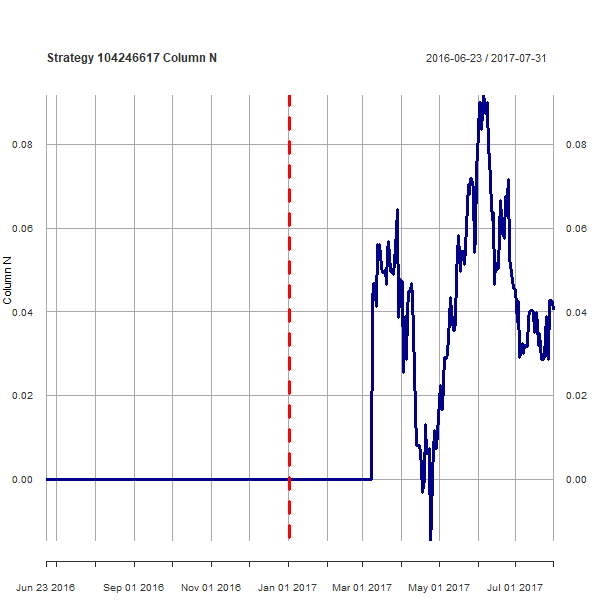 Strategy 104246617 Column N
2016-06-23 / 2017-07-31
0.08
0.08
0.06
0.06
0.04
0.04
0.02
0.02
0.00
0.00
Column N
Jun 23 2016
Sep 01 2016
Nov 01 2016
Jan 01 2017
Mar 01 2017
May 01 2017
Jul 01 2017